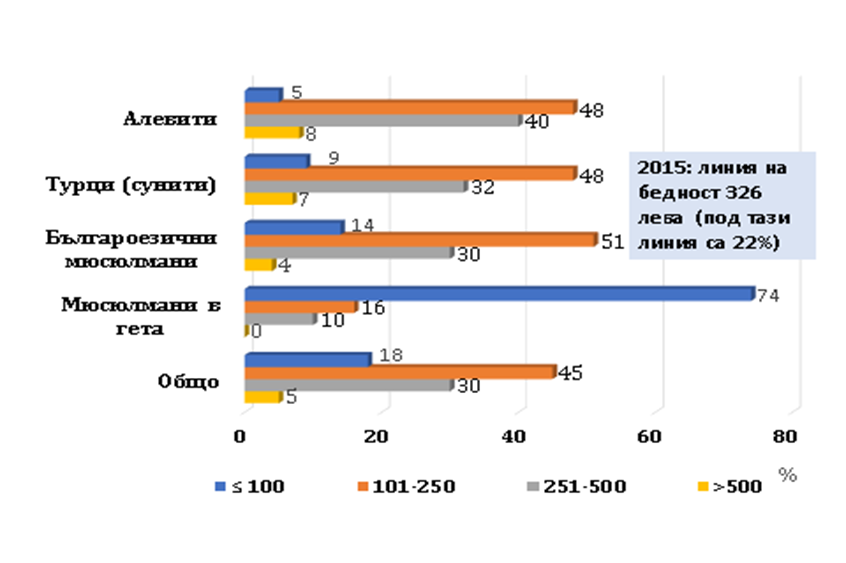 5
48
Алевити
40
8
9
48
Турци (сунити)
32
7
14
51
Българоезични
мюсюлмани
30
4
74
Мюсюлмани в
гета
16
10
0
18
45
Общо
30
5
2015: линия на
бедност 326
лева (под тази
линия са 22%)
0 20 40 60 80
%
≤ 100 101-250 251-500 >500